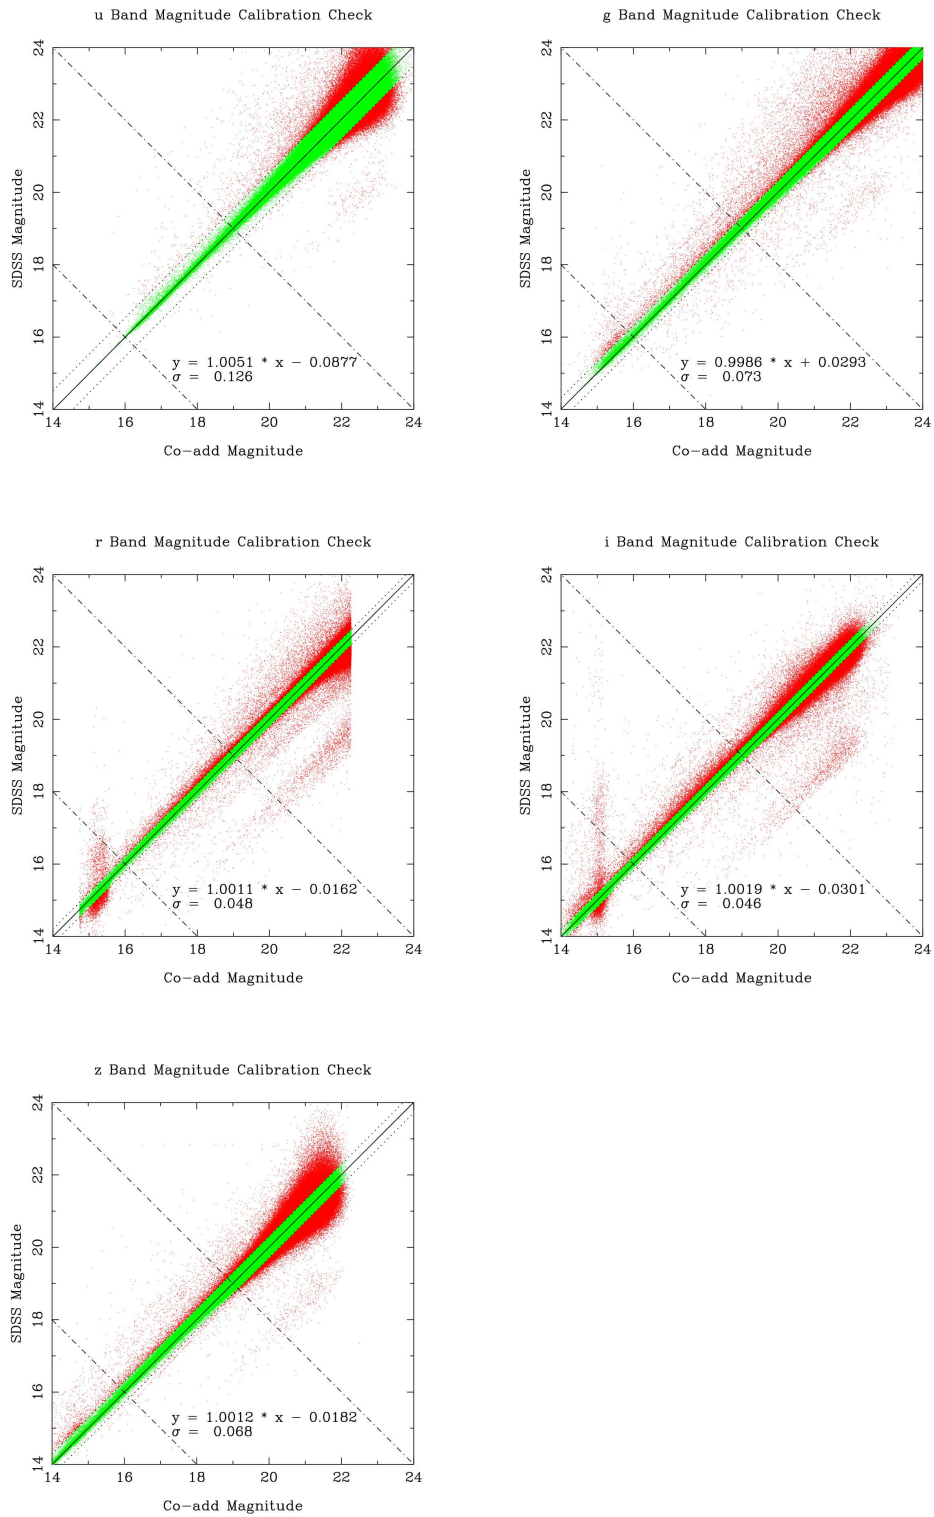 u Band Magnitude Calibration Check
SDSS Magnitude
24
22
20
18
16
14
y = 1.0051 * x − 0.0877
σ = 0.126
14 16 18 20 22 24
Co−add Magnitude
g Band Magnitude Calibration Check
SDSS Magnitude
24
22
20
18
16
14
y = 0.9986 * x + 0.0293
σ = 0.073
14 16 18 20 22 24
Co−add Magnitude
r Band Magnitude Calibration Check
SDSS Magnitude
24
22
20
18
16
14
y = 1.0011 * x − 0.0162
σ = 0.048
14 16 18 20 22 24
Co−add Magnitude
i Band Magnitude Calibration Check
SDSS Magnitude
24
22
20
18
16
14
y = 1.0019 * x − 0.0301
σ = 0.046
14 16 18 20 22 24
Co−add Magnitude
z Band Magnitude Calibration Check
SDSS Magnitude
24
22
20
18
16
14
y = 1.0012 * x − 0.0182
σ = 0.068
14 16 18 20 22 24
Co−add Magnitude